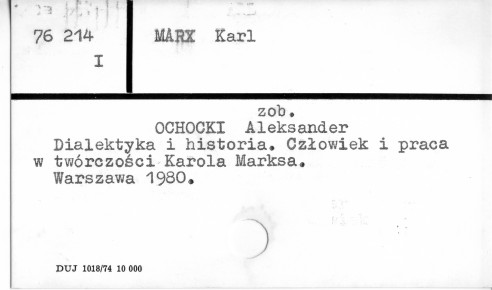 76 214
I
MARX Karl
zob.
OCHOCKI Aleksander
Dialektyka i historia. Człowiek i praca
w twórczości Karola Marksa.
Warszawa 1980.
DUJ 1018/74 10 000